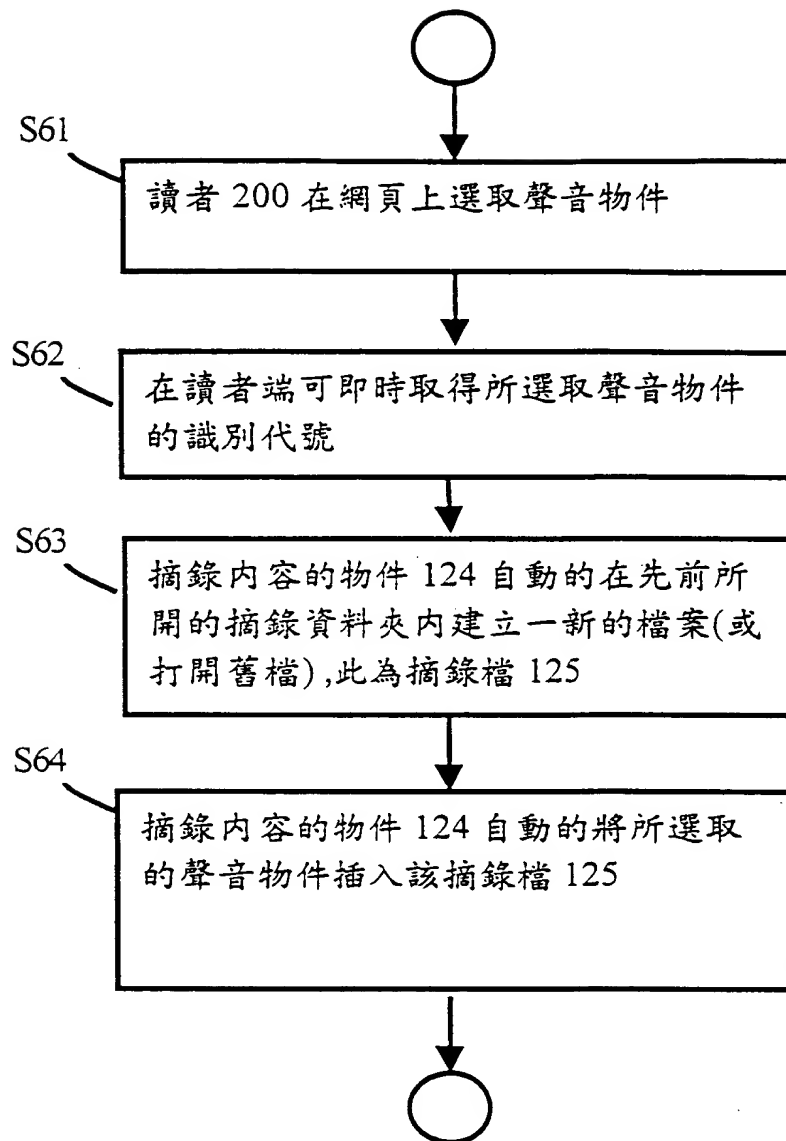 S61
讀者 200 在網頁上選取聲音物件
S62
在讀者端可即時取得所選取聲音物件
的識別代號
S63
摘錄內容的物件 124 自動的在先前所
開的摘錄資料夾內建立一新的檔案(或
打開舊檔),此為摘錄檔 125
S64
摘錄內容的物件 124 自動的將所選取
的聲音物件插入該摘錄檔 125